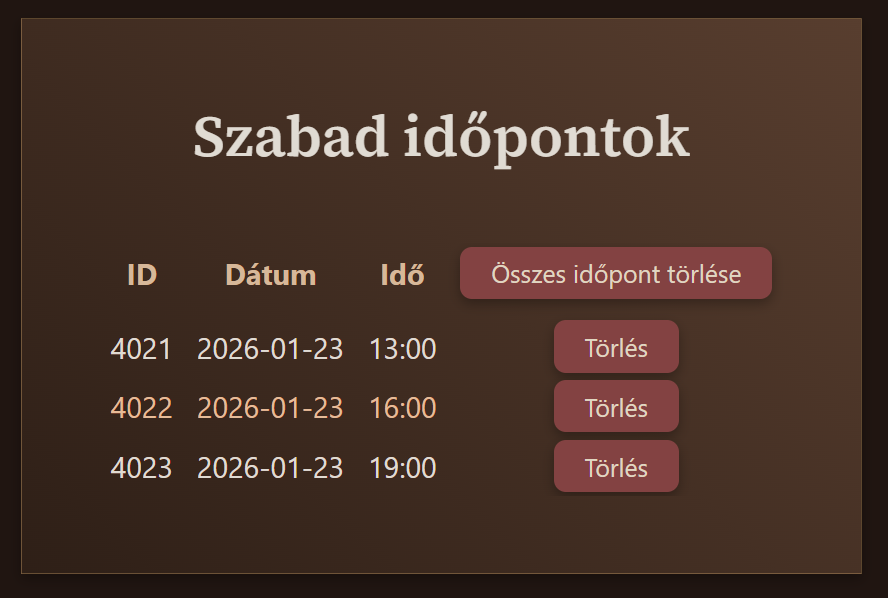 Szabad időpontok
ID Dátum Idő Összes időpont törlése
4021 2026-01-23 13:00 Törlés
4022 2026-01-23 16:00 Törlés
4023 2026-01-23 19:00 Törlés